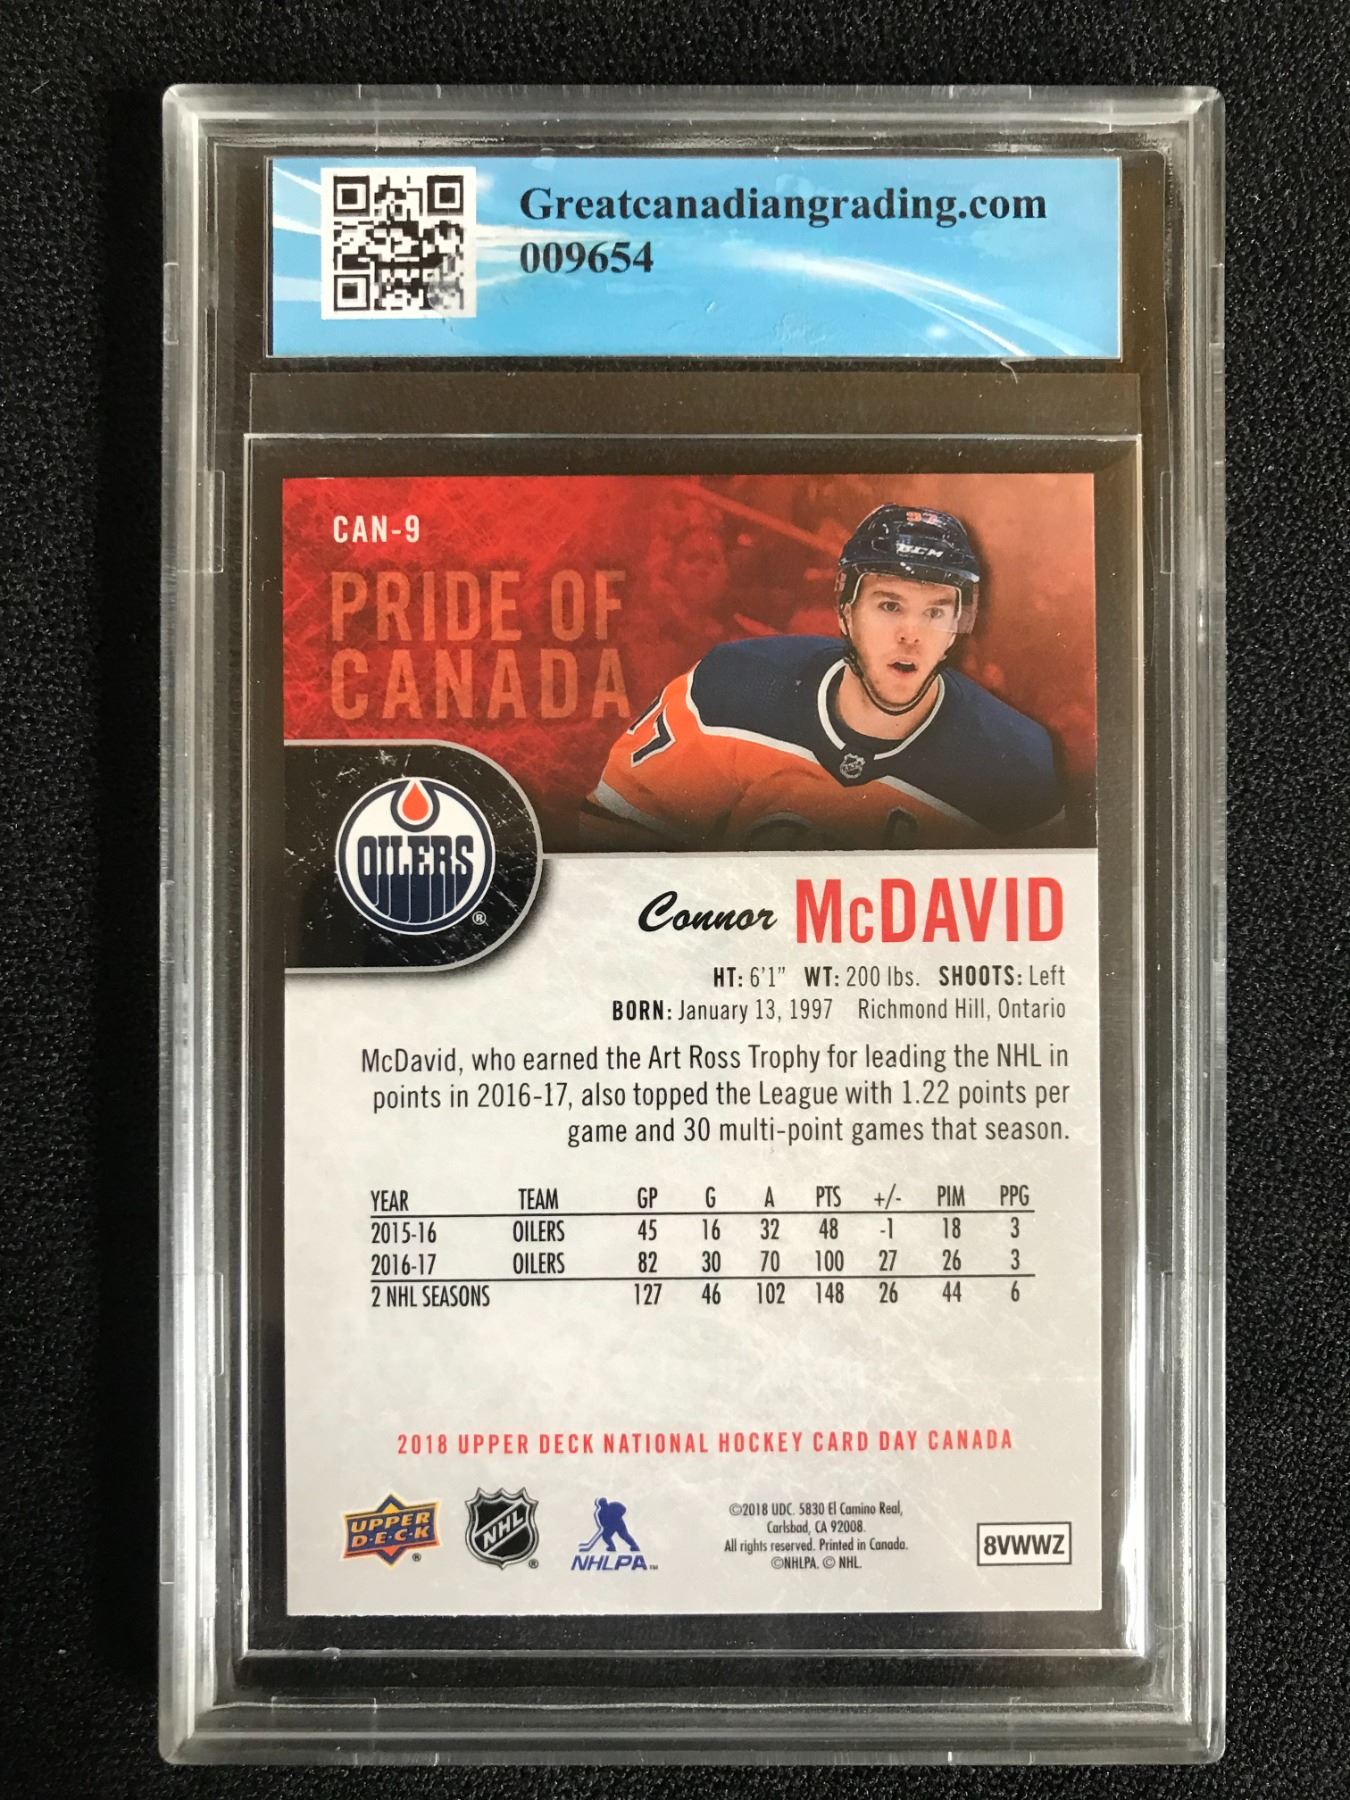 Greatcanadiangrading.com
009654
CAN-9
PRIDE OF
CANADA
97
CCM
97
OILERS
®
Connor McDAVID
HT: 6'1" WT: 200 lbs. SHOOTS: Left
BORN: January 13, 1997 Richmond Hill, Ontario
McDavid, who earned the Art Ross Trophy for leading the NHL in
points in 2016-17, also topped the League with 1.22 points per
game and 30 multi-point games that season.
YEAR TEAM GP G A PTS +/- PIM PPG
2015-16 OILERS 45 16 32 48 -1 18 3
2016-17 OILERS 82 30 70 100 27 26 3
2 NHL SEASONS 127 46 102 148 26 44 6
2018 UPPER DECK NATIONAL HOCKEY CARD DAY CANADA
UPPER
D·E·C·K
®
NHL
®
NHLPA™
©2018 UDC. 5830 El Camino Real,
Carlsbad, CA 92008.
All rights reserved. Printed in Canada.
©NHLPA. © NHL.
8VWWZ